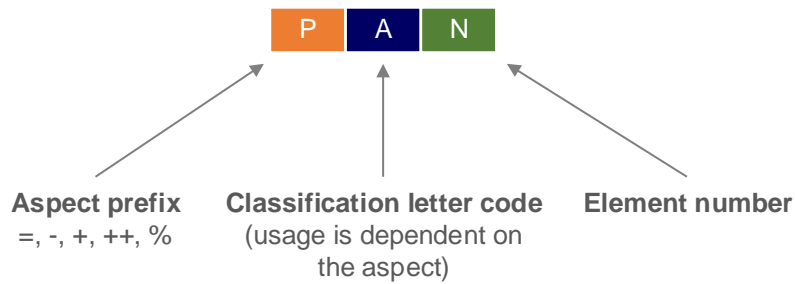 P A N
Aspect prefix
=, -, +, ++, %
Classification letter code
(usage is dependent on
the aspect)
Element number